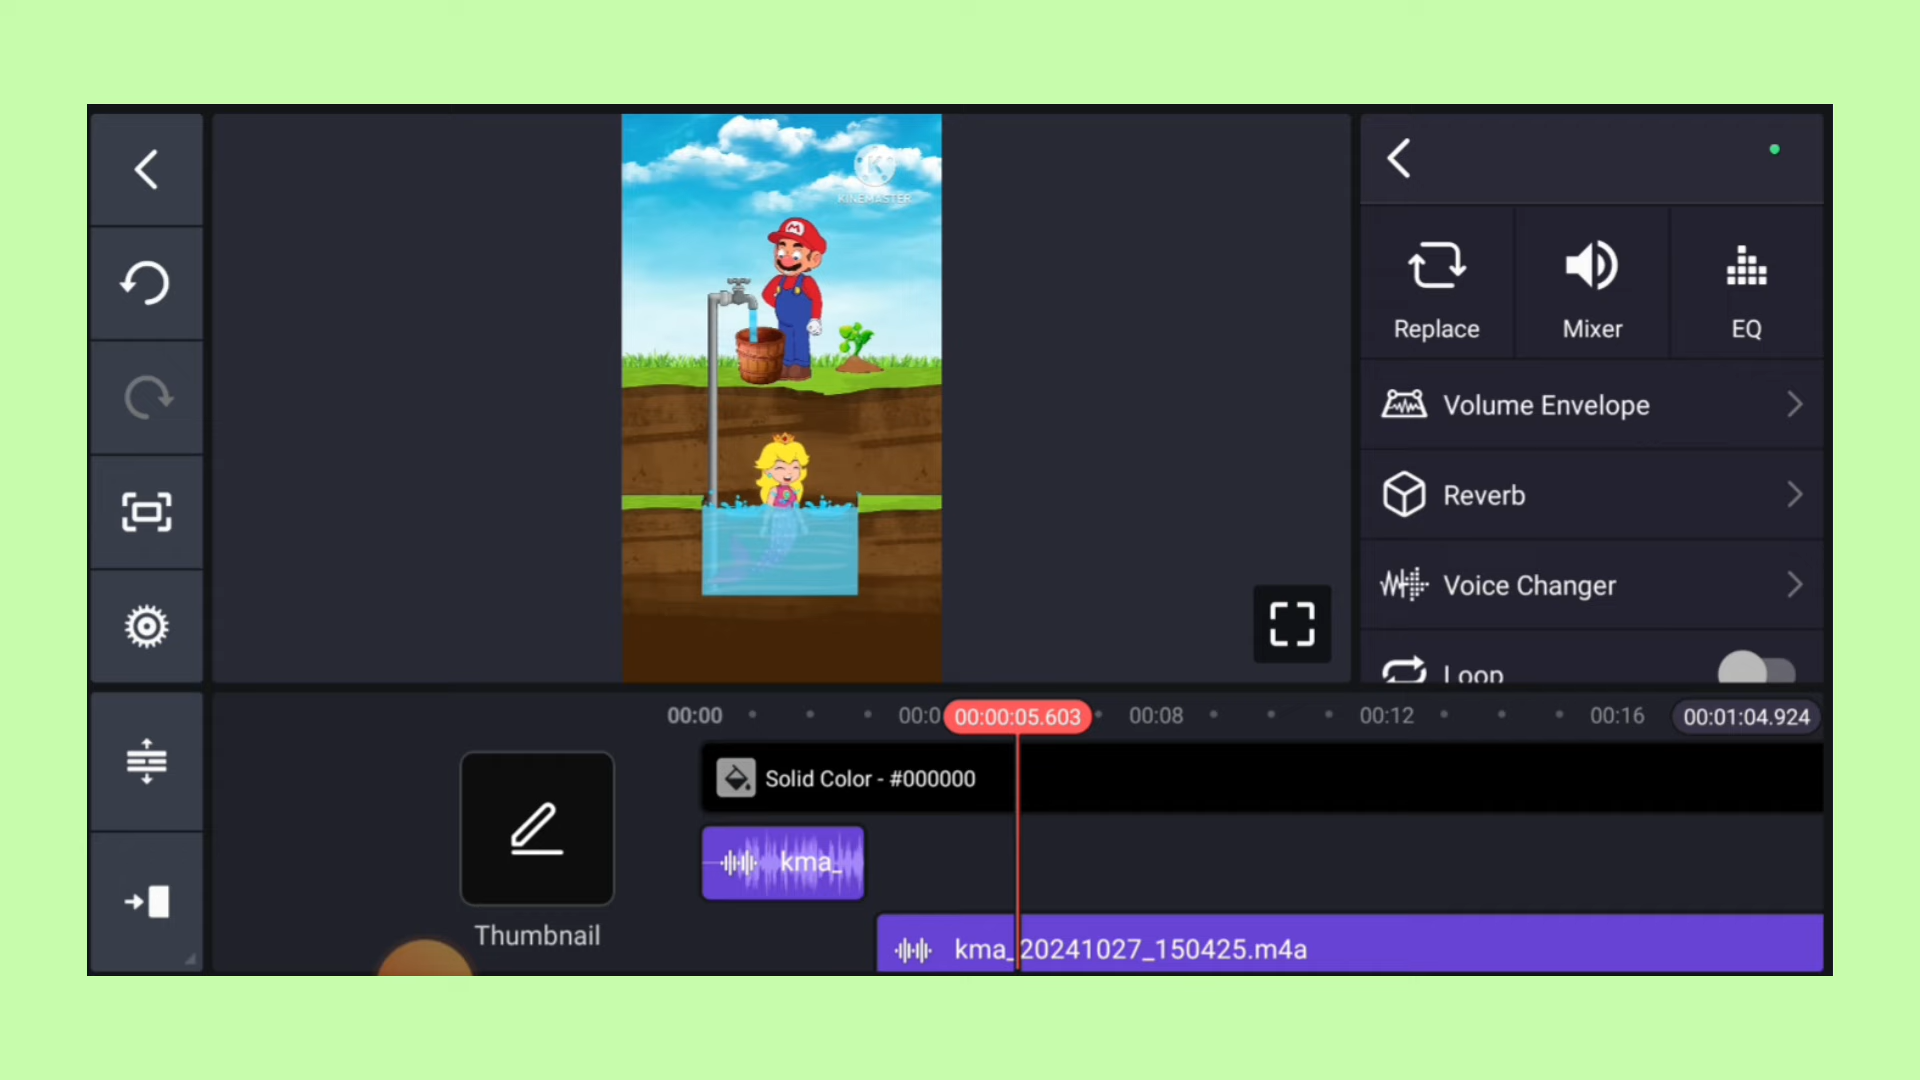 KINEMASTER
M
Replace
Mixer
EQ
Volume Envelope
Reverb
Voice Changer
Loop
00:00
00:0
00:00:05.603
00:08
00:12
00:16
00:01:04.924
Solid Color - #000000
kma_
Thumbnail
kma_20241027_150425.m4a